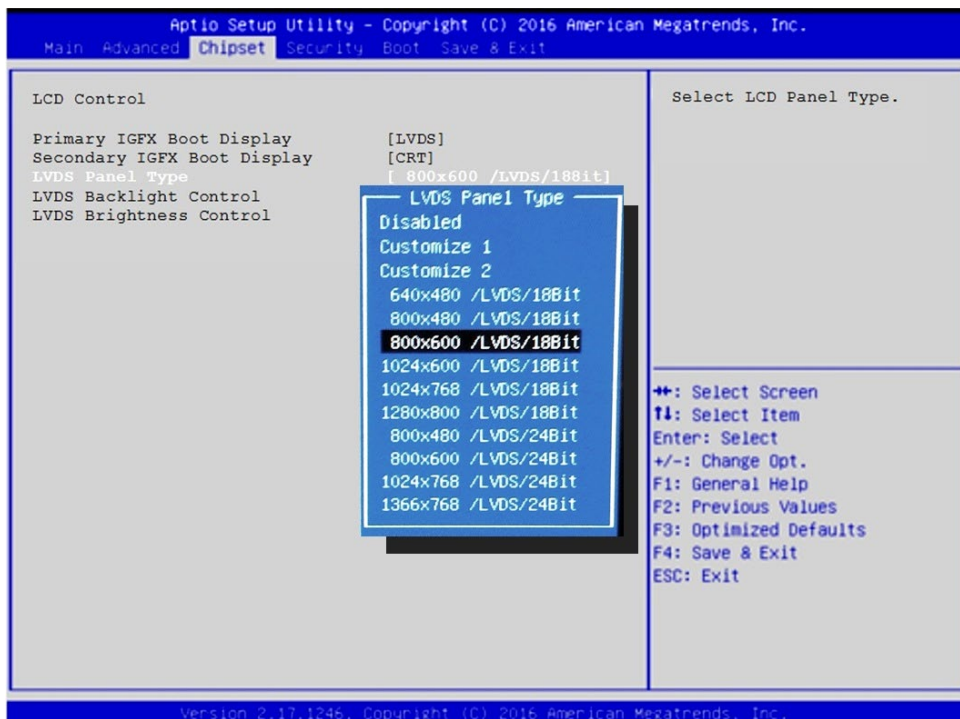 Aptio Setup Utility - Copyright (C) 2016 American Megatrends, Inc.
Main Advanced Chipset Security Boot Save & Exit
LCD Control
Primary IGFX Boot Display [LVDS]
Secondary IGFX Boot Display [CRT]
LVDS Panel Type [ 800x600 /LVDS/188it]
LVDS Backlight Control
LVDS Brightness Control
LVDS Panel Type
Disabled
Customize 1
Customize 2
640x480 /LVDS/18Bit
800x480 /LVDS/18Bit
800x600 /LVDS/18Bit
1024x600 /LVDS/18Bit
1024x768 /LVDS/18Bit
1280x800 /LVDS/18Bit
800x480 /LVDS/24Bit
800x600 /LVDS/24Bit
1024x768 /LVDS/24Bit
1366x768 /LVDS/24Bit
Select LCD Panel Type.
→←: Select Screen
↑↓: Select Item
Enter: Select
+/-: Change Opt.
F1: General Help
F2: Previous Values
F3: Optimized Defaults
F4: Save & Exit
ESC: Exit
Version 2.17.1246. Copyright (C) 2016 American Megatrends, Inc.